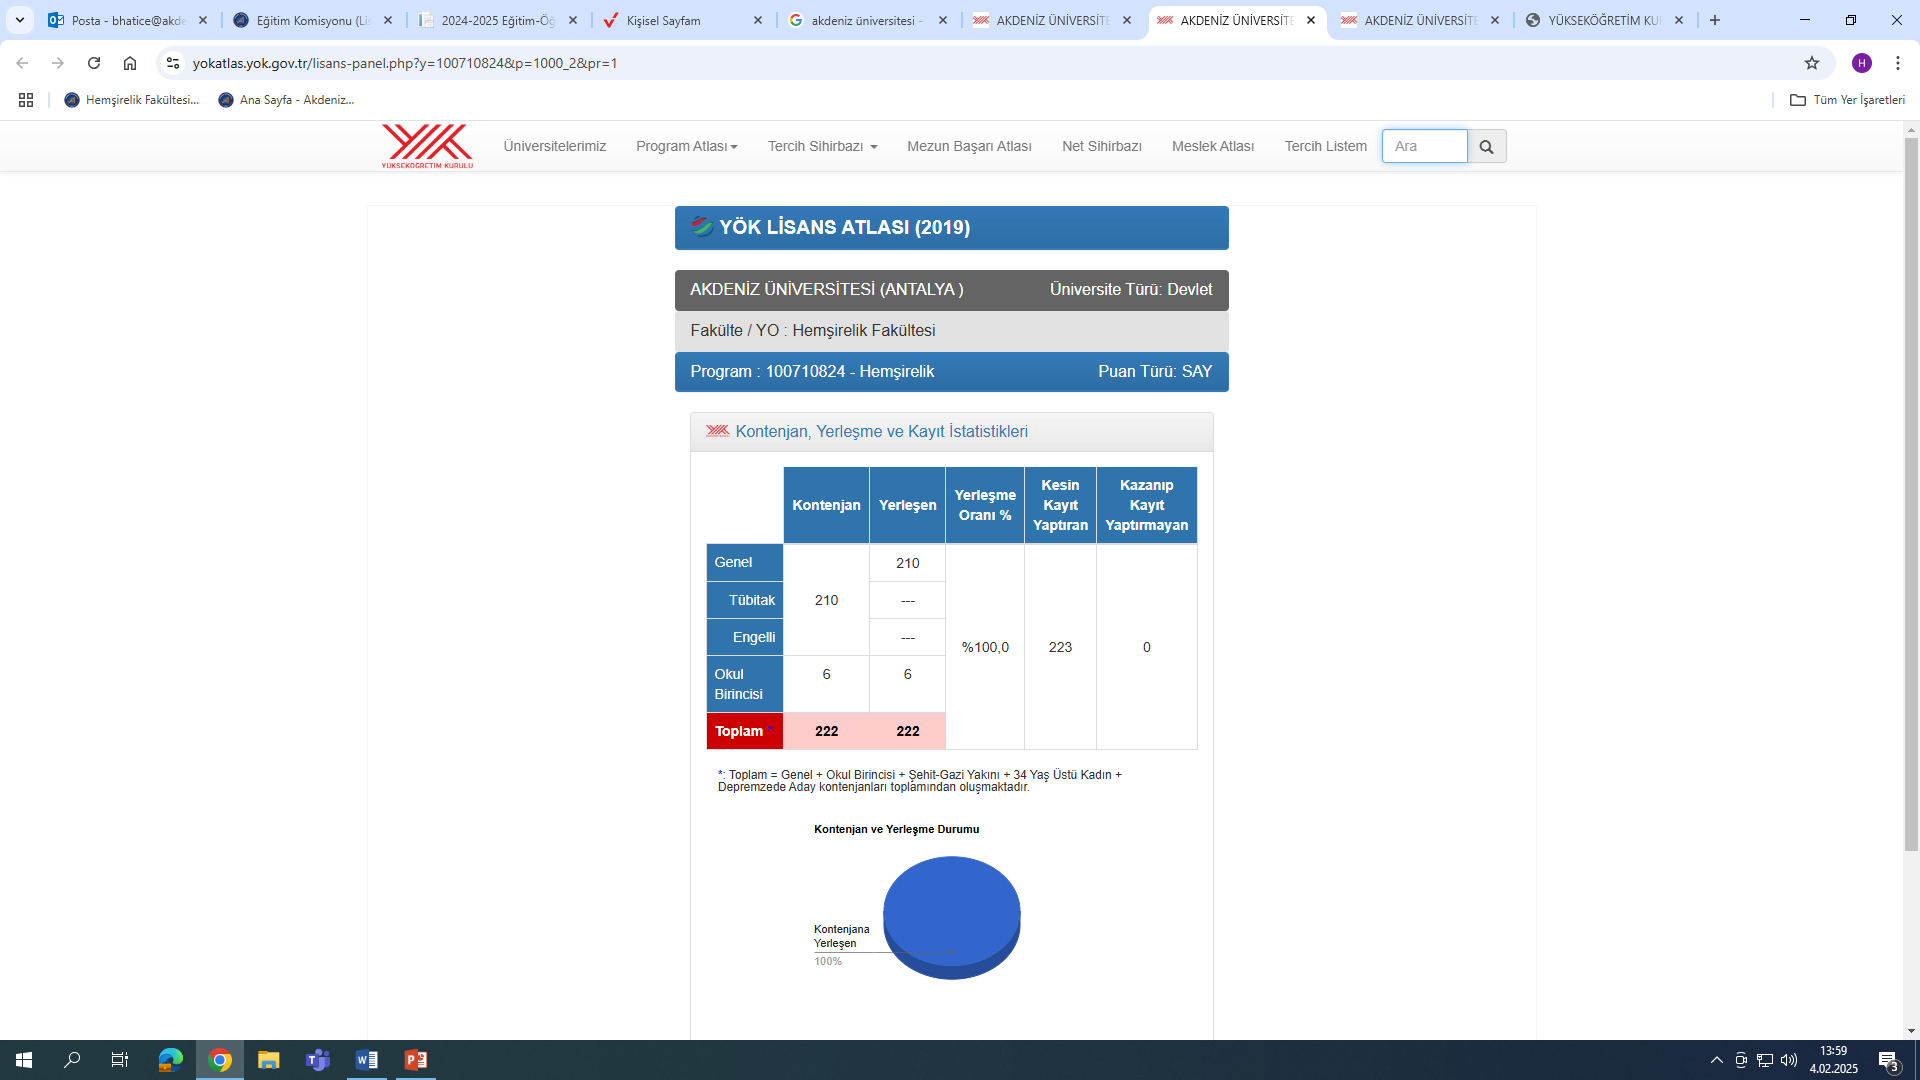 Posta - bhatice@akde
Eğitim Komisyonu (Lis
2024-2025 Eğitim-Öğ
Kişisel Sayfam
akdeniz üniversitesi -
AKDENİZ ÜNİVERSİTE
AKDENİZ ÜNİVERSİTE
AKDENİZ ÜNİVERSİTE
YÜKSEKÖĞRETİM KU
yokatlas.yok.gov.tr/lisans-panel.php?y=100710824&p=1000_2&pr=1
H
Hemşirelik Fakültesi...
Ana Sayfa - Akdeniz...
Tüm Yer İşaretleri
YÜKSEKÖĞRETİM KURULU
Üniversitelerimiz
Program Atlası
Tercih Sihirbazı
Mezun Başarı Atlası
Net Sihirbazı
Meslek Atlası
Tercih Listem
Ara
YÖK LİSANS ATLASI (2019)
AKDENİZ ÜNİVERSİTESİ (ANTALYA ) Üniversite Türü: Devlet
Fakülte / YO : Hemşirelik Fakültesi
Program : 100710824 - Hemşirelik Puan Türü: SAY
Kontenjan, Yerleşme ve Kayıt İstatistikleri
Kontenjan
Yerleşen
Yerleşme
Oranı %
Kesin
Kayıt
Yaptıran
Kazanıp
Kayıt
Yaptırmayan
Genel
210
Tübitak
210
---
Engelli
---
%100,0
223
0
Okul
Birincisi
6
6
Toplam *
222
222
*: Toplam = Genel + Okul Birincisi + Şehit-Gazi Yakını + 34 Yaş Üstü Kadın +
Depremzede Aday kontenjanları toplamından oluşmaktadır.
Kontenjan ve Yerleşme Durumu
Kontenjana
Yerleşen
100%
13:59
4.02.2025
3